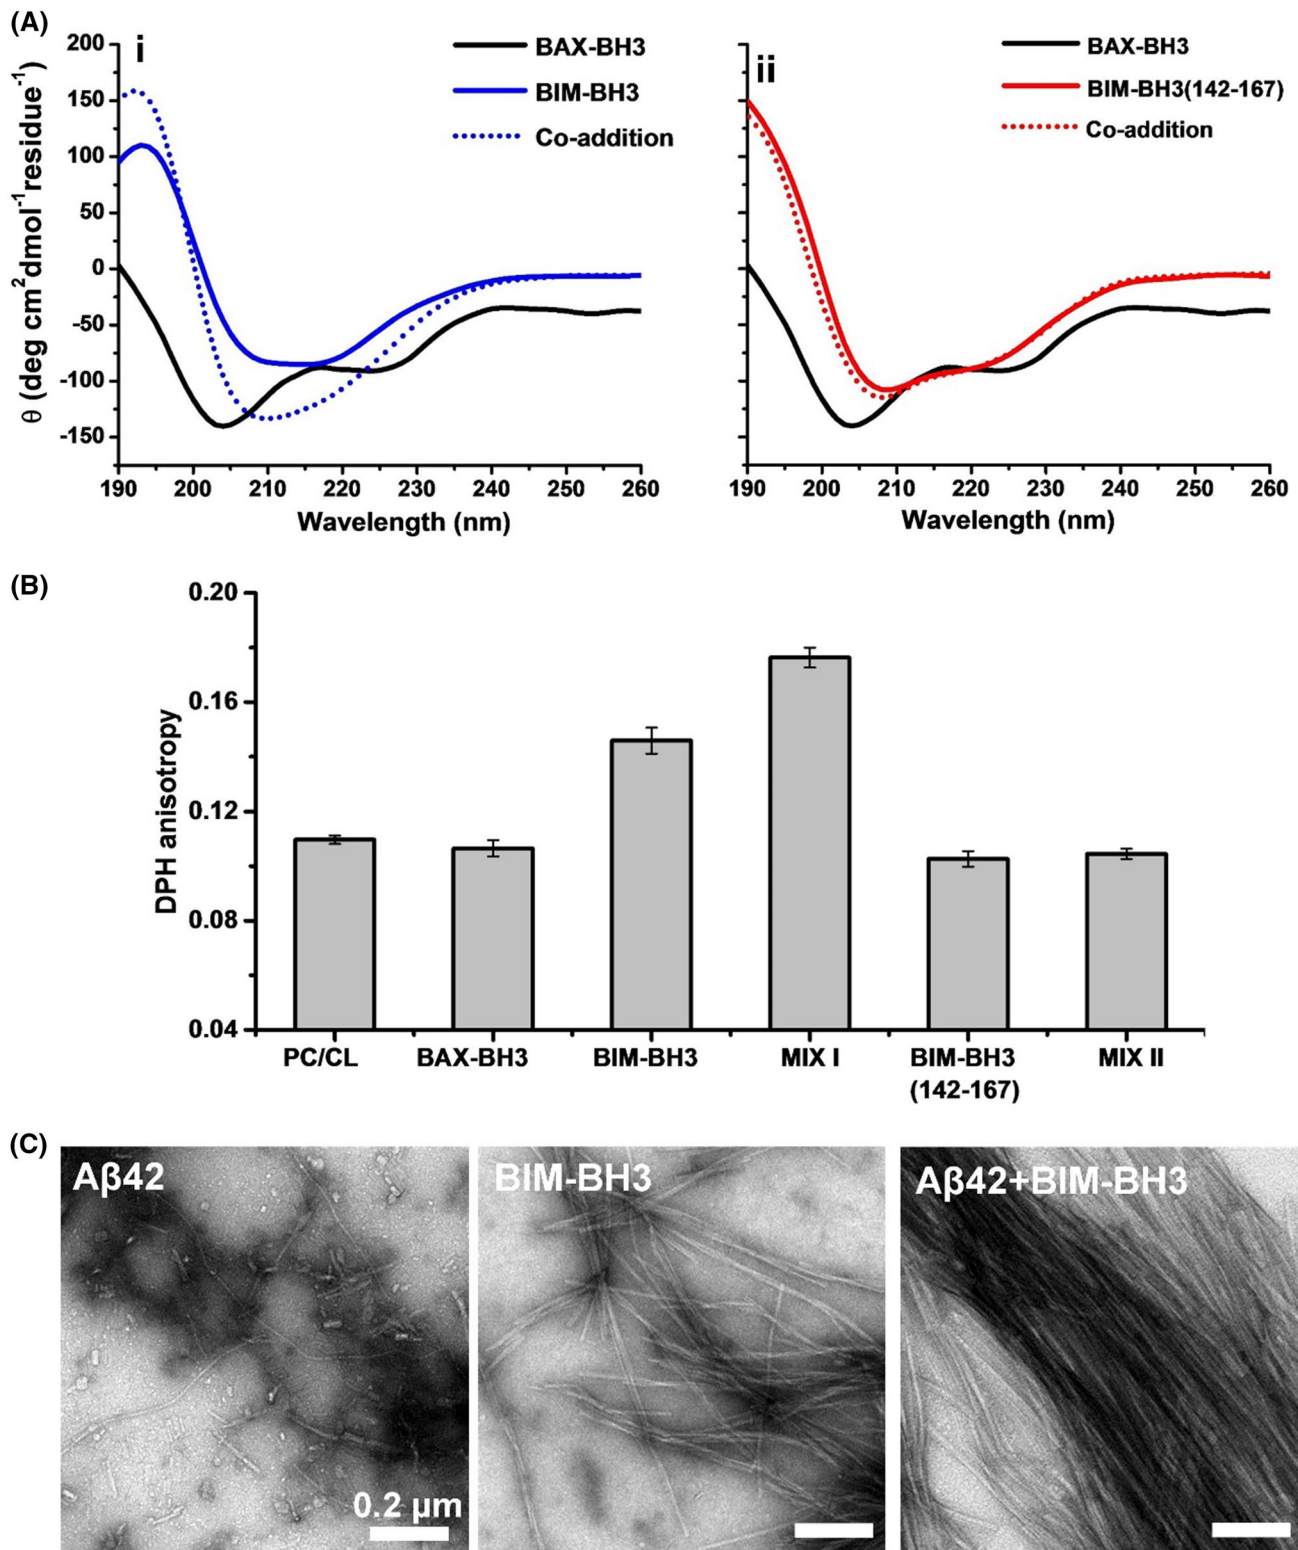 (A)
i
BAX-BH3
BIM-BH3
Co-addition
200
150
100
50
0
-50
-100
-150
θ (deg cm²dmol⁻¹residue⁻¹)
190 200 210 220 230 240 250 260
Wavelength (nm)
ii
BAX-BH3
BIM-BH3(142-167)
Co-addition
190 200 210 220 230 240 250 260
Wavelength (nm)
(B)
0.20
0.16
0.12
0.08
0.04
DPH anisotropy
PC/CL BAX-BH3 BIM-BH3 MIX I BIM-BH3 MIX II
(142-167)
(C)
Aβ42
0.2 μm
BIM-BH3
Aβ42+BIM-BH3